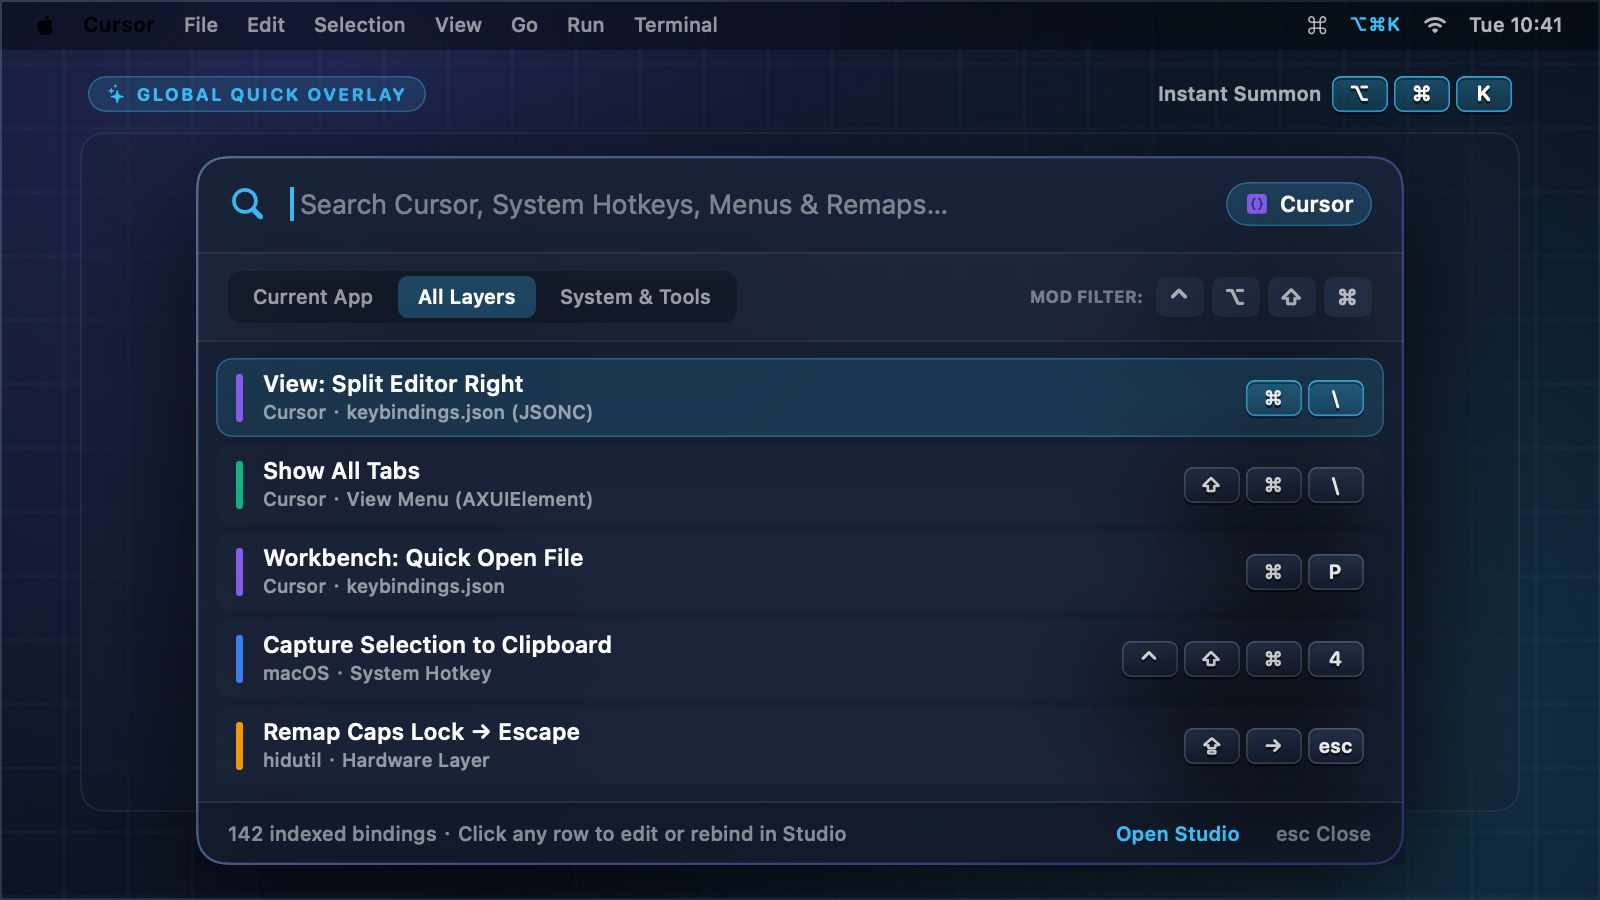 Cursor File Edit Selection View Go Run Terminal ⌘ ⌥⌘K Tue 10:41
GLOBAL QUICK OVERLAY
Instant Summon ⌥ ⌘ K
Search Cursor, System Hotkeys, Menus & Remaps...
{} Cursor
Current App All Layers System & Tools
MOD FILTER: ^ ⌥ ⇧ ⌘
View: Split Editor Right
Cursor · keybindings.json (JSONC)
⌘ \
Show All Tabs
Cursor · View Menu (AXUIElement)
⇧ ⌘ \
Workbench: Quick Open File
Cursor · keybindings.json
⌘ P
Capture Selection to Clipboard
macOS · System Hotkey
^ ⇧ ⌘ 4
Remap Caps Lock → Escape
hidutil · Hardware Layer
⇪ → esc
142 indexed bindings · Click any row to edit or rebind in Studio
Open Studio esc Close